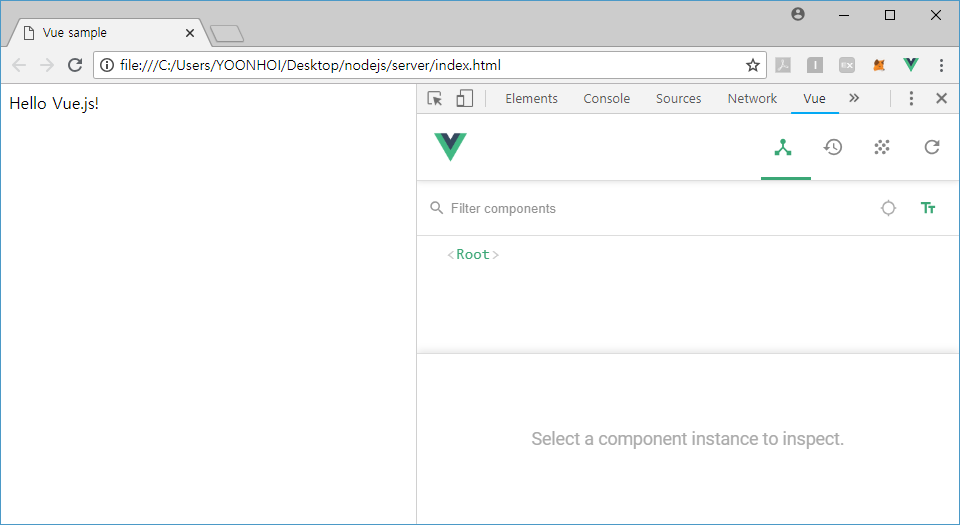 Vue sample
file:///C:/Users/YOONHOI/Desktop/nodejs/server/index.html
Hello Vue.js!
Elements Console Sources Network Vue
Filter components
<Root>
Select a component instance to inspect.